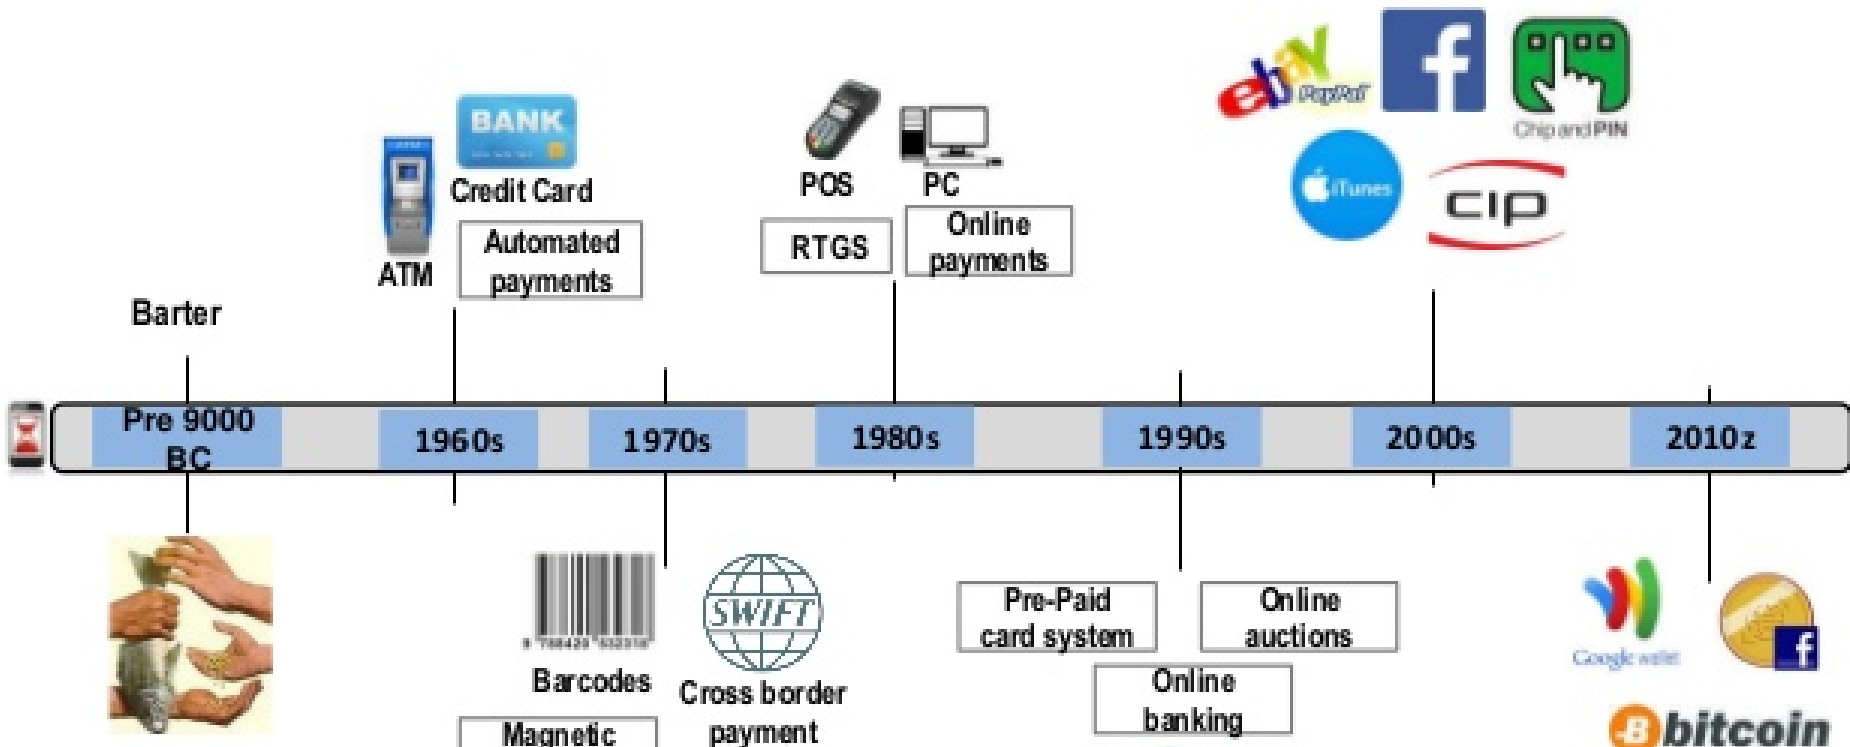 ebay
PayPal
f
Chip and PIN
iTunes
cip
BANK
Credit Card
ATM
Automated
payments
POS
PC
RTGS
Online
payments
Barter
Pre 9000
BC
1960s
1970s
1980s
1990s
2000s
2010z
SWIFT
Barcodes
Cross border
payment
Magnetic
Pre-Paid
card system
Online
auctions
Online
banking
Google wallet
f
bitcoin